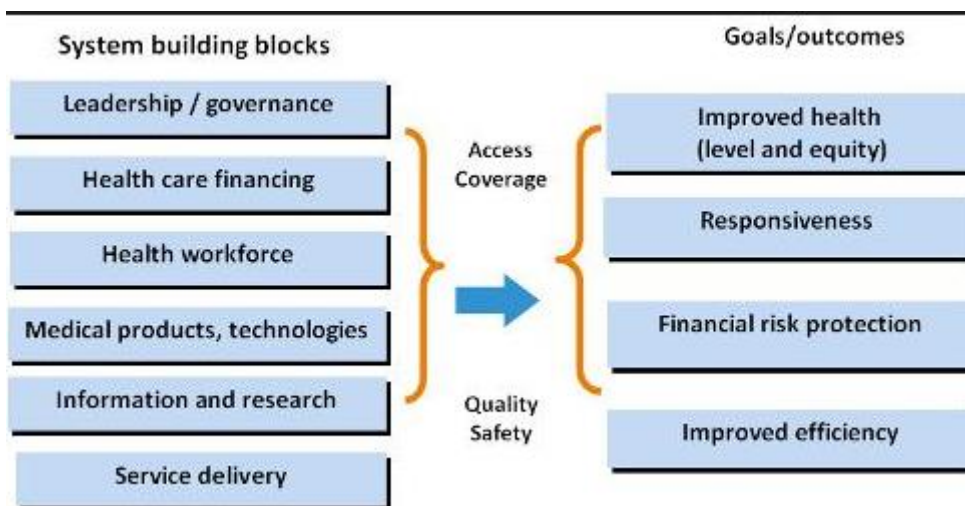 System building blocks
Leadership / governance
Health care financing
Health workforce
Medical products, technologies
Information and research
Service delivery
Access
Coverage
Quality
Safety
Goals/outcomes
Improved health
(level and equity)
Responsiveness
Financial risk protection
Improved efficiency